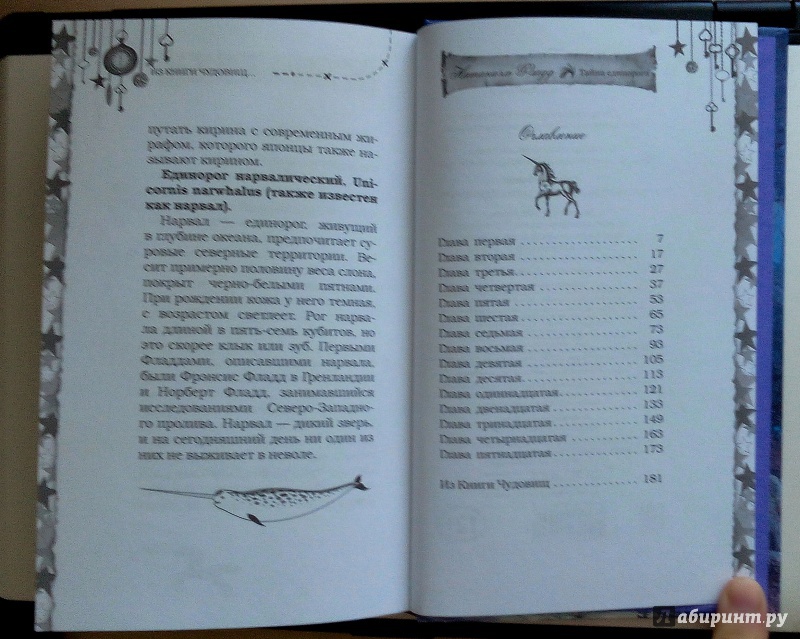 из книги чудовищ...
путать кирина с современным жи-
рафом, которого японцы также на-
зывают кирином.
Единорог нарвалический, Uni-
cornis narwhalus (также известен
как нарвал).
Нарвал — единорог, живущий
в глубине океана, предпочитает су-
ровые северные территории. Ве-
сит примерно половину веса слона,
покрыт черно-белыми пятнами.
При рождении кожа у него темная,
с возрастом светлеет. Рог нарва-
ла длиной в пять-семь кубитов, но
это скорее клык или зуб. Первыми
Фладдами, описавшими нарвала,
были Фрэнсис Фладд в Гренландии
и Норберт Фладд, занимавшийся
исследованиями Северо-Западно-
го пролива. Нарвал — дикий зверь,
и на сегодняшний день ни один из
них не выживает в неволе.
Фладд Тайна единорога
Оглавление
Глава первая 7
Глава вторая 17
Глава третья 27
Глава четвертая 37
Глава пятая 53
Глава шестая 65
Глава седьмая 73
Глава восьмая 93
Глава девятая 105
Глава десятая 113
Глава одиннадцатая 121
Глава двенадцатая 133
Глава тринадцатая 149
Глава четырнадцатая 163
Глава пятнадцатая 173
Из Книги Чудовищ 181
Лабиринт.ру